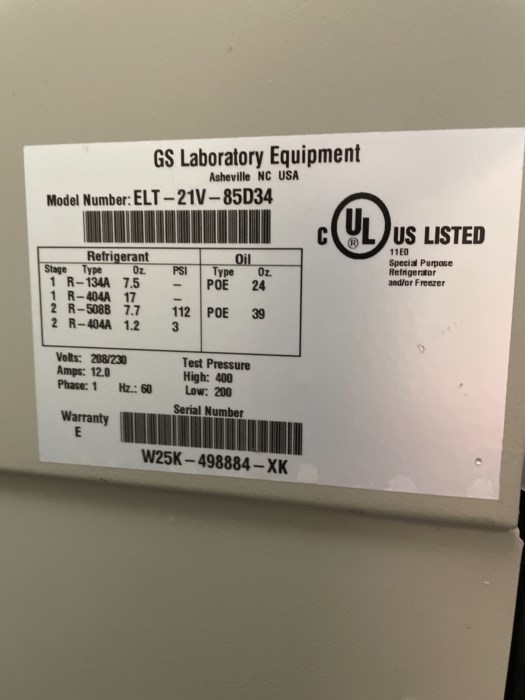 GS Laboratory Equipment
Asheville NC USA
Model Number: ELT-21V-85D34
C UL ® US LISTED
11E0
Special Purpose
Refrigerator
and/or Freezer
Refrigerant Oil
Stage Type Oz. PSI Type Oz.
1 R-134A 7.5 - POE 24
1 R-404A 17 -
2 R-508B 7.7 112 POE 39
2 R-404A 1.2 3
Volts: 208/230 Test Pressure
Amps: 12.0 High: 400
Phase: 1 Hz.: 60 Low: 200
Warranty Serial Number
E
W25K-498884-XK